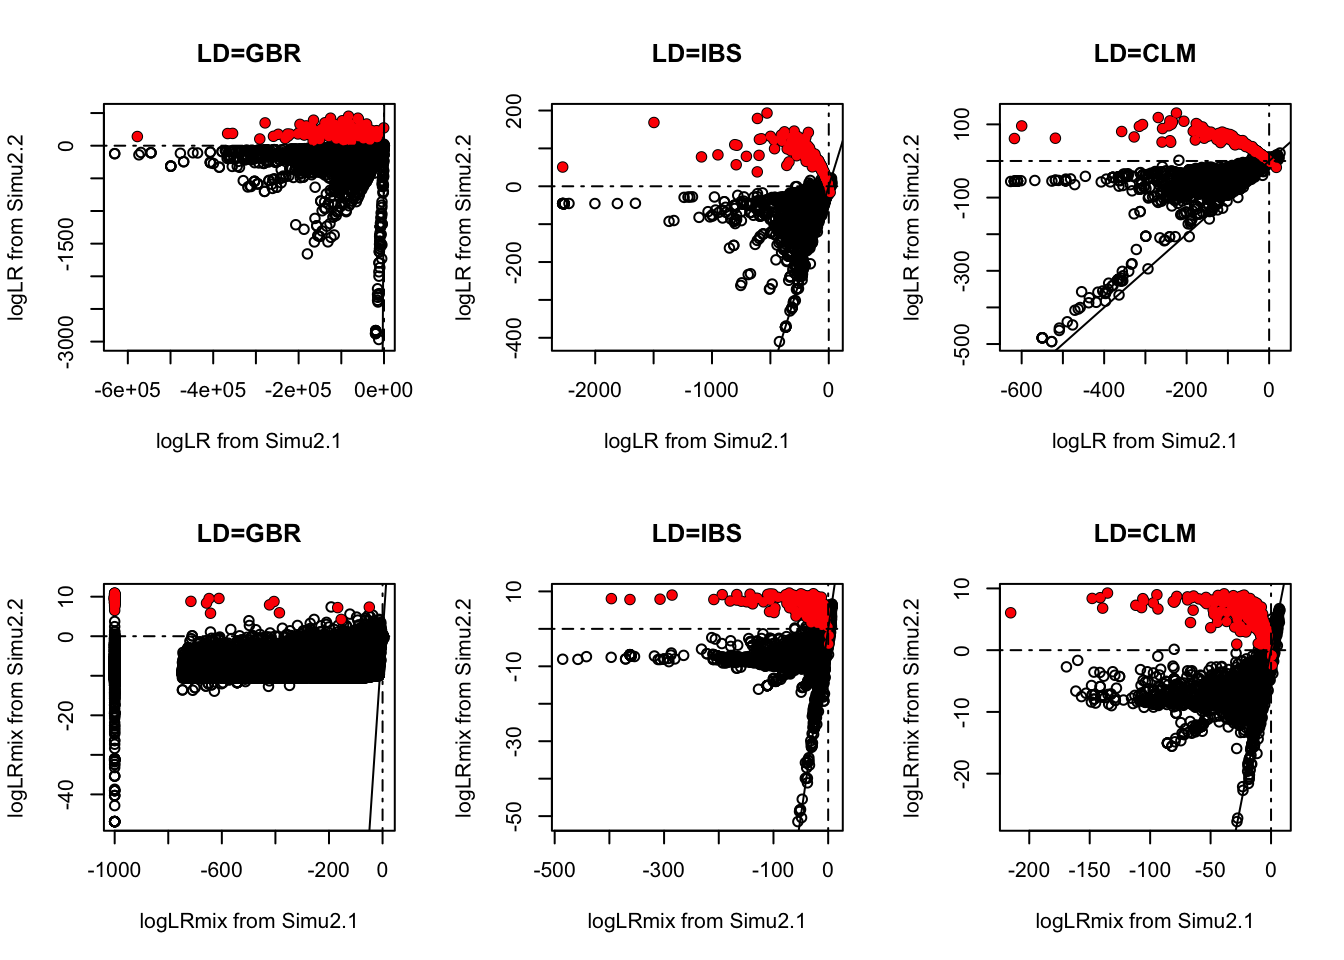 LD=GBR
logLR from Simu2.2
0
-1500
-3000
-6e+05 -4e+05 -2e+05 0e+00
logLR from Simu2.1
LD=IBS
logLR from Simu2.2
200
0
-200
-400
-2000 -1000 0
logLR from Simu2.1
LD=CLM
logLR from Simu2.2
100
-100
-300
-500
-600 -400 -200 0
logLR from Simu2.1
LD=GBR
logLRmix from Simu2.2
10
0
-20
-40
-1000 -600 -200 0
logLRmix from Simu2.1
LD=IBS
logLRmix from Simu2.2
10
-10
-30
-50
-500 -300 -100 0
logLRmix from Simu2.1
LD=CLM
logLRmix from Simu2.2
10
0
-10
-20
-200 -150 -100 -50 0
logLRmix from Simu2.1